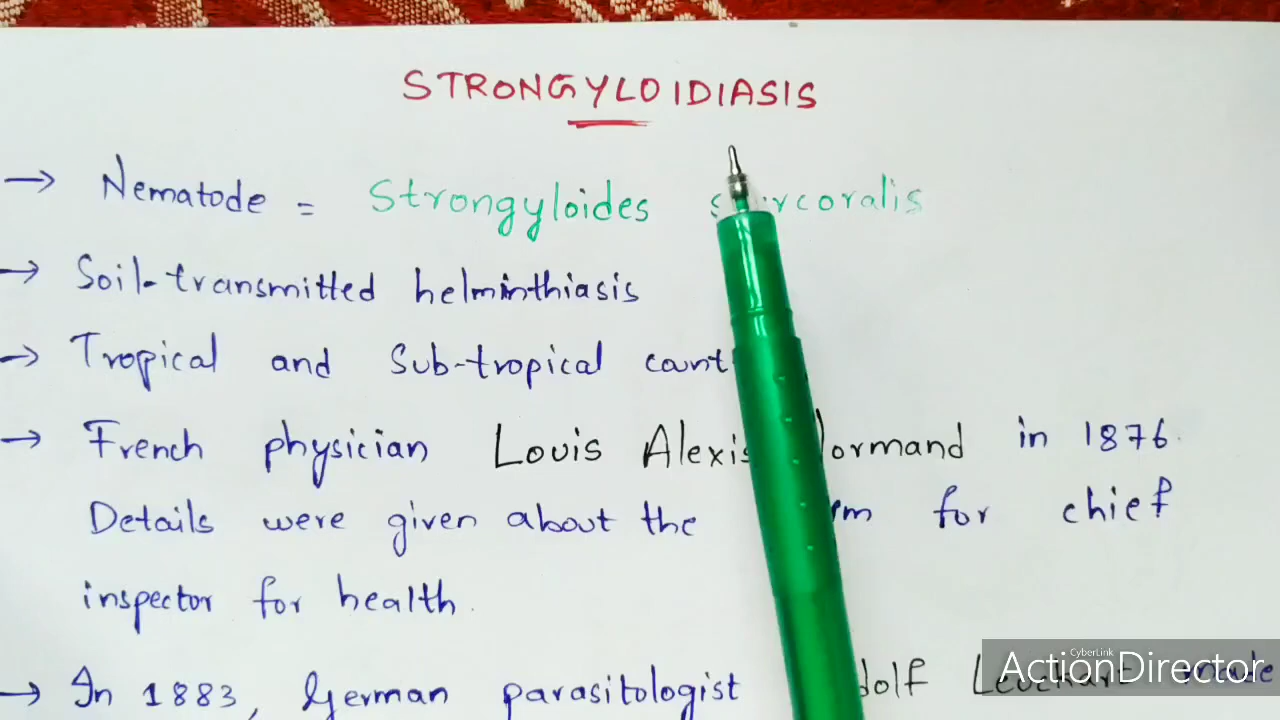 STRONGYLOIDIASIS
→ Nematode = Strongyloides
→ Soil-transmitted helminthiasis
→ Tropical and Sub-tropical
→ French physician Louis Alexis in 1876.
Details were given about the for chief
inspector for health.
→ In 1883, German parasitologist
CyberLink
ActionDirector